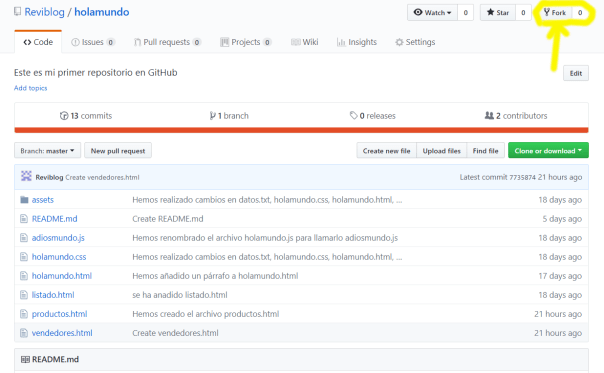 Reviblog / holamundo
Watch 0 Star 0 Fork 0
Code Issues 0 Pull requests 0 Projects 0 Wiki Insights Settings
Este es mi primer repositorio en GitHub Edit
Add topics
13 commits 1 branch 0 releases 2 contributors
Branch: master New pull request Create new file Upload files Find file Clone or download
Reviblog Create vendedores.html Latest commit 7735874 21 hours ago
assets Hemos realizado cambios en datos.txt, holamundo.css, holamundo.html, ... 18 days ago
README.md Create README.md 5 days ago
adiosmundo.js Hemos renombrado el archivo holamundo.js para llamarlo adiosmundo.js 18 days ago
holamundo.css Hemos realizado cambios en datos.txt, holamundo.css, holamundo.html, ... 18 days ago
holamundo.html Hemos añadido un párrafo a holamundo.html 17 days ago
listado.html se ha anadido listado.html 18 days ago
productos.html Hemos creado el archivo productos.html 21 hours ago
vendedores.html Create vendedores.html 21 hours ago
README.md